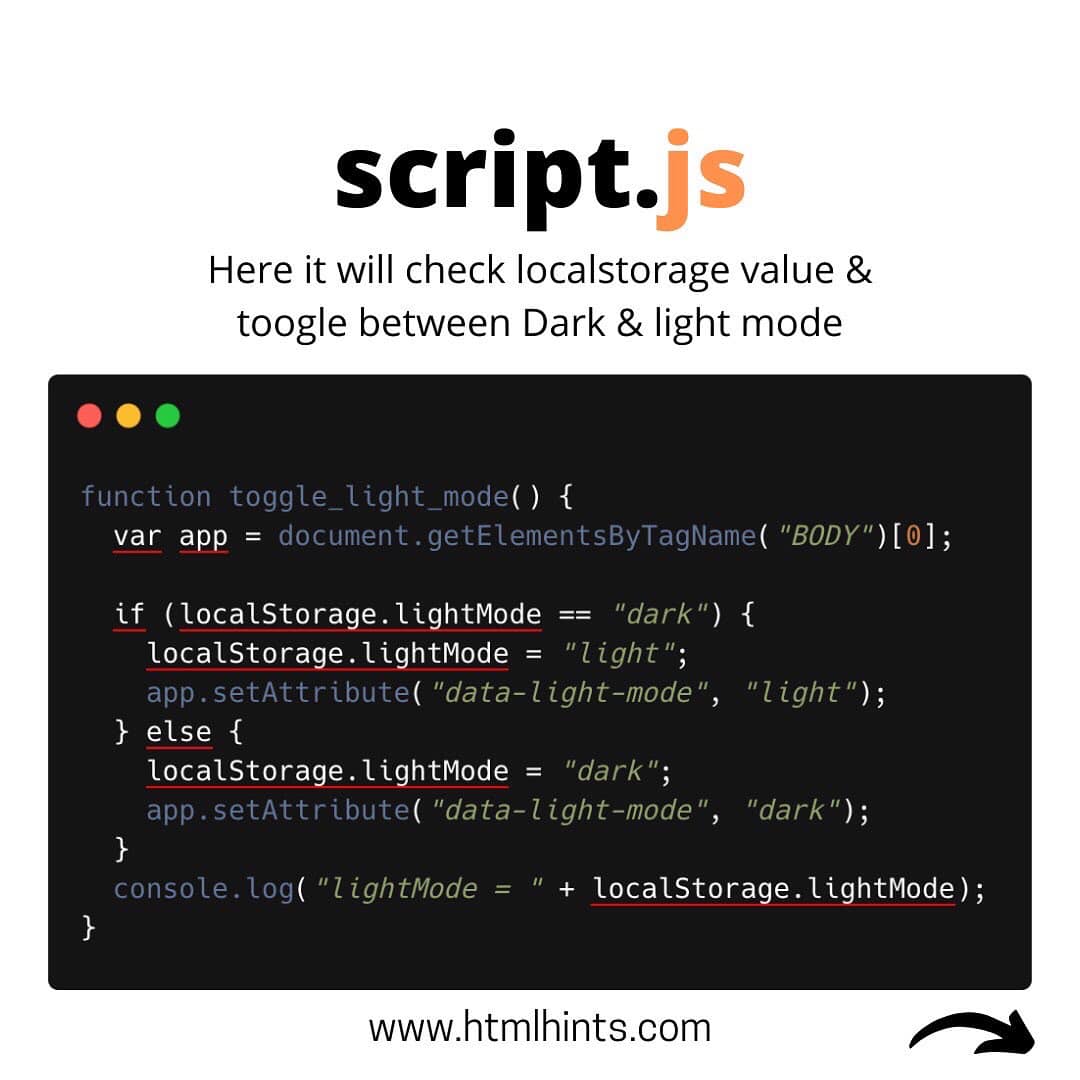 script.js
Here it will check localstorage value &
toogle between Dark & light mode
function toggle_light_mode() {
  var app = document.getElementsByTagName("BODY")[0];
  if (localStorage.lightMode == "dark") {
    localStorage.lightMode = "light";
    app.setAttribute("data-light-mode", "light");
  } else {
    localStorage.lightMode = "dark";
    app.setAttribute("data-light-mode", "dark");
  }
  console.log("lightMode = " + localStorage.lightMode);
}
www.htmlhints.com